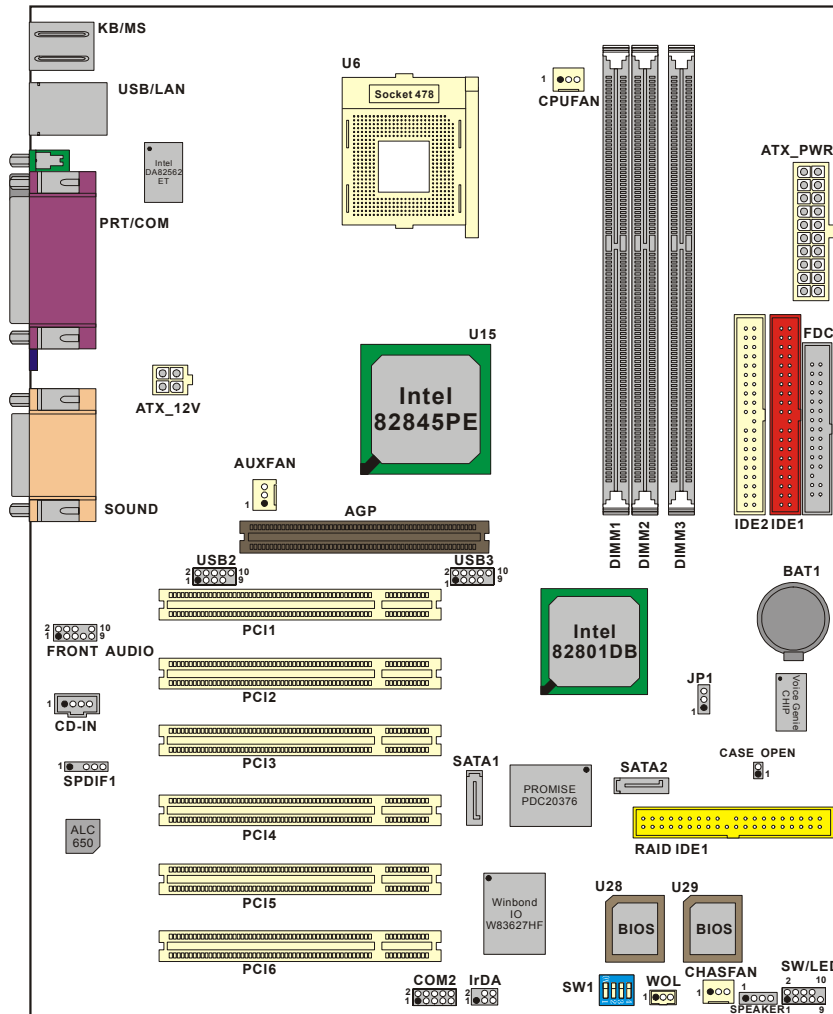 KB/MS
USB/LAN
U6
Socket 478
1
CPUFAN
Intel
DA82562
ET
ATX_PWR
PRT/COM
FDC
U15
Intel
82845PE
ATX_12V
AUXFAN
1
SOUND
AGP
IDE2 IDE1
DIMM1
DIMM2
DIMM3
USB2
2 10
1 9
USB3
2 10
1 9
BAT1
PCI1
Intel
82801DB
2 10
1 9
FRONT AUDIO
PCI2
JP1
1
Voice Genie
CHIP
1
CD-IN
PCI3
SATA1
SATA2
CASE OPEN
1
1
SPDIF1
PROMISE
PDC20376
ALC
650
PCI4
RAID IDE1
PCI5
Winbond
IO
W83627HF
U28
BIOS
U29
BIOS
PCI6
COM2
2
1
IrDA
2
1
SW1
WOL
1
CHASFAN
1
1
SPEAKER
SW/LED
2 10
1 9